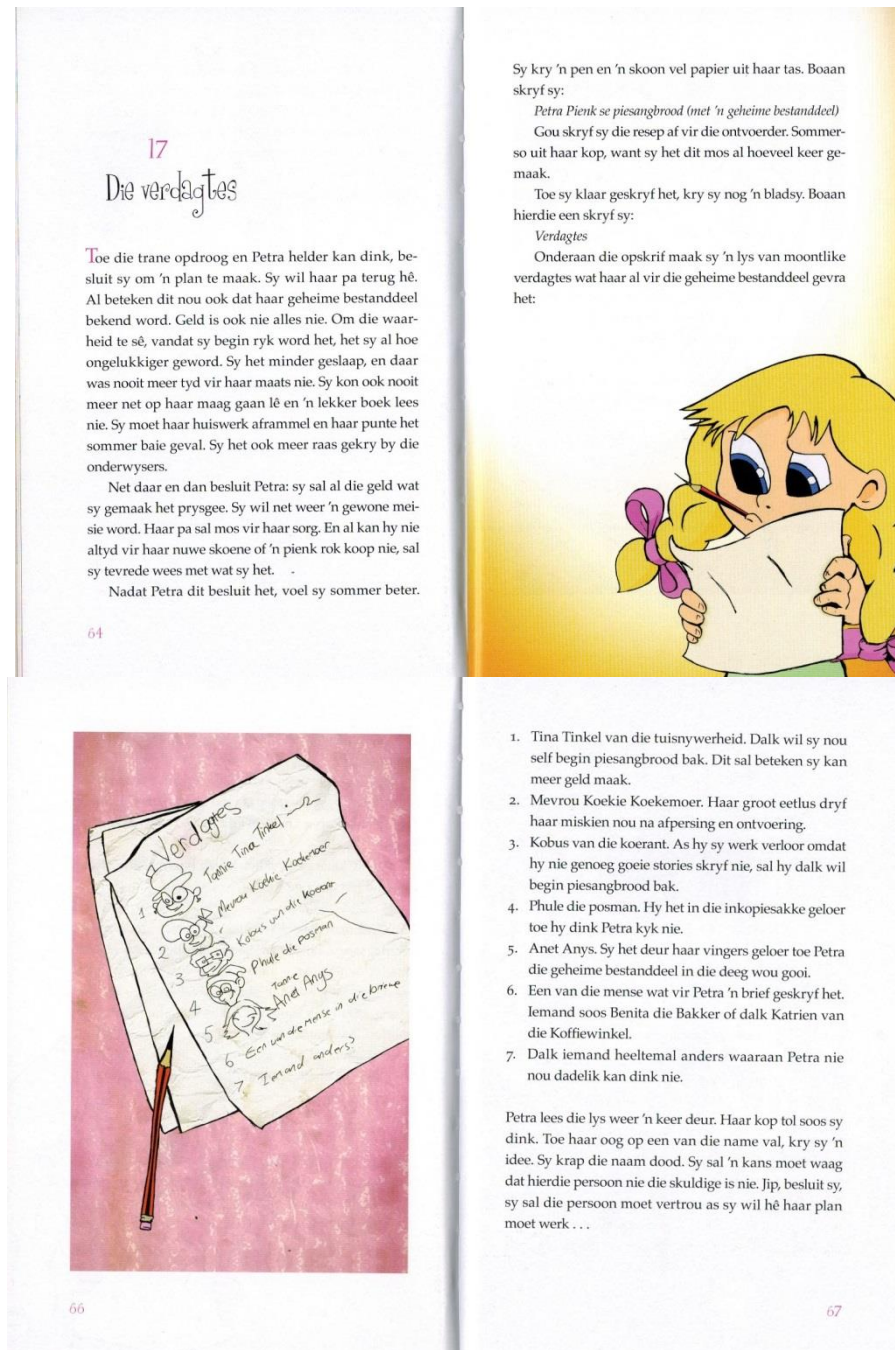 17
Die verdagtes
Toe die trane opdroog en Petra helder kan dink, be-
sluit sy om 'n plan te maak. Sy wil haar pa terug hê.
Al beteken dit nou ook dat haar geheime bestanddeel
bekend word. Geld is ook nie alles nie. Om die waar-
heid te sê, vandat sy begin ryk word het, het sy al hoe
ongelukkiger geword. Sy het minder geslaap, en daar
was nooit meer tyd vir haar maats nie. Sy kon ook nooit
meer net op haar maag gaan lê en 'n lekker boek lees
nie. Sy moet haar huiswerk aframmel en haar punte het
sommer baie geval. Sy het ook meer raas gekry by die
onderwysers.
Net daar en dan besluit Petra: sy sal al die geld wat
sy gemaak het prysgee. Sy wil net weer 'n gewone mei-
sie word. Haar pa sal mos vir haar sorg. En al kan hy nie
altyd vir haar nuwe skoene of 'n pienk rok koop nie, sal
sy tevrede wees met wat sy het.
Nadat Petra dit besluit het, voel sy sommer beter.
64
Sy kry 'n pen en 'n skoon vel papier uit haar tas. Boaan
skryf sy:
Petra Pienk se piesangbrood (met 'n geheime bestanddeel)
Gou skryf sy die resep af vir die ontvoerder. Sommer-
so uit haar kop, want sy het dit mos al hoeveel keer ge-
maak.
Toe sy klaar geskryf het, kry sy nog 'n bladsy. Boaan
hierdie een skryf sy:
Verdagtes
Onderaan die opskrif maak sy 'n lys van moontlike
verdagtes wat haar al vir die geheime bestanddeel gevra
het:
Verdagtes
1 Tannie Tina Tinkel
2 Mevrou Koekie Koekemoer
3 Kobus van die koerant
4 Phule die posman
5 Tannie Anet Anys
6 Een van die mense in die briewe
7 Iemand anders?
66
1. Tina Tinkel van die tuisnywerheid. Dalk wil sy nou
self begin piesangbrood bak. Dit sal beteken sy kan
meer geld maak.
2. Mevrou Koekie Koekemoer. Haar groot eetlus dryf
haar miskien nou na afpersing en ontvoering.
3. Kobus van die koerant. As hy sy werk verloor omdat
hy nie genoeg goeie stories skryf nie, sal hy dalk wil
begin piesangbrood bak.
4. Phule die posman. Hy het in die inkopiesakke geloer
toe hy dink Petra kyk nie.
5. Anet Anys. Sy het deur haar vingers geloer toe Petra
die geheime bestanddeel in die deeg wou gooi.
6. Een van die mense wat vir Petra 'n brief geskryf het.
Iemand soos Benita die Bakker of dalk Katrien van
die Koffiewinkel.
7. Dalk iemand heeltemal anders waaraan Petra nie
nou dadelik kan dink nie.
Petra lees die lys weer 'n keer deur. Haar kop tol soos sy
dink. Toe haar oog op een van die name val, kry sy 'n
idee. Sy krap die naam dood. Sy sal 'n kans moet waag
dat hierdie persoon nie die skuldige is nie. Jip, besluit sy,
sy sal die persoon moet vertrou as sy wil hê haar plan
moet werk . . .
67